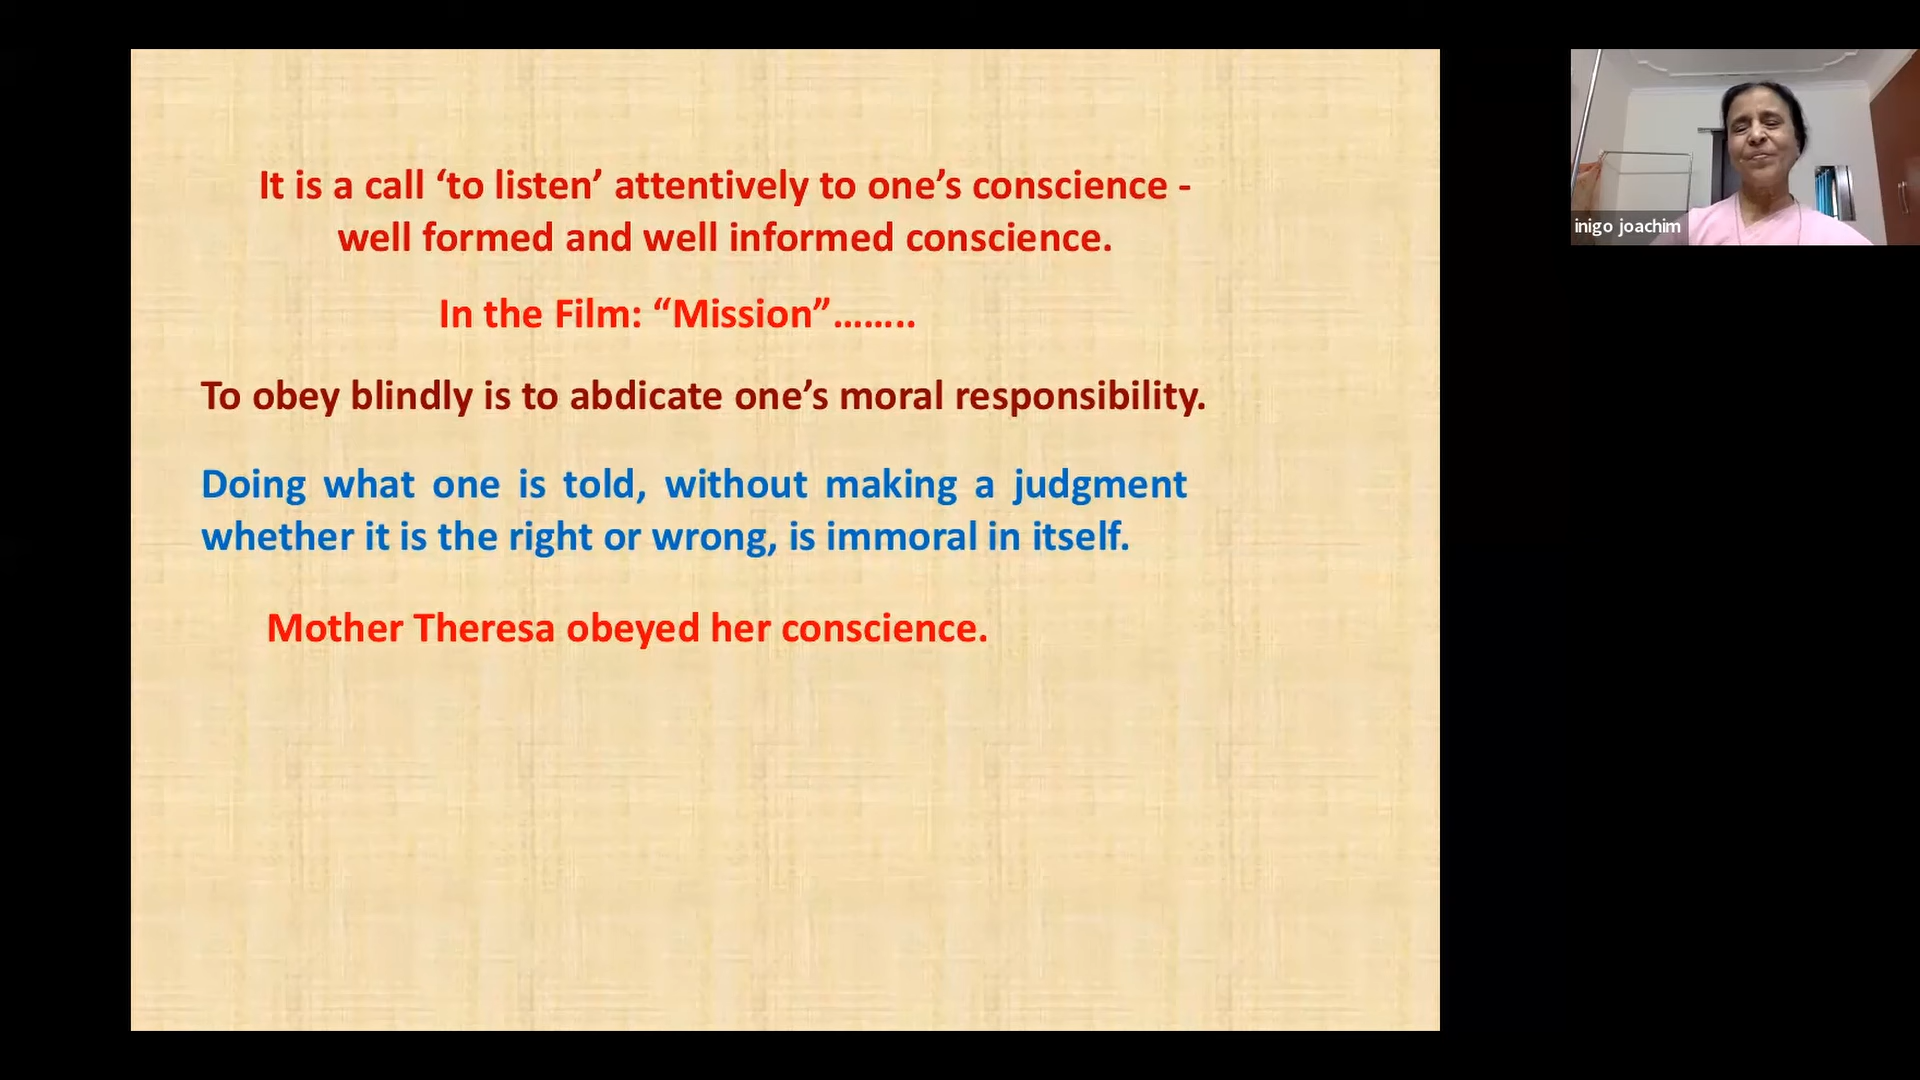 It is a call ‘to listen’ attentively to one’s conscience -
well formed and well informed conscience.
In the Film: “Mission”……..
To obey blindly is to abdicate one’s moral responsibility.
Doing what one is told, without making a judgment
whether it is the right or wrong, is immoral in itself.
Mother Theresa obeyed her conscience.
inigo joachim